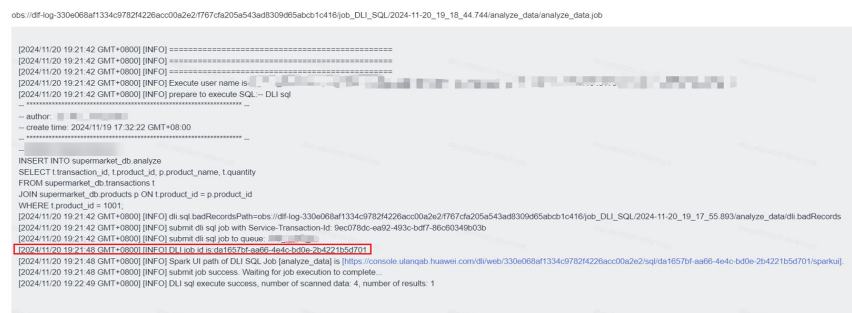 obs://dlf-log-330e068af1334c9782f4226acc00a2e2/f767cfa205a543ad8309d65abcb1c416/job_DLI_SQL/2024-11-20_19_18_44.744/analyze_data/analyze_data.job
[2024/11/20 19:21:42 GMT+0800] [INFO] ================================================
[2024/11/20 19:21:42 GMT+0800] [INFO] ================================================
[2024/11/20 19:21:42 GMT+0800] [INFO] ================================================
[2024/11/20 19:21:42 GMT+0800] [INFO] Execute user name is
[2024/11/20 19:21:42 GMT+0800] [INFO] prepare to execute SQL:-- DLI sql
-- ******************************************************************** --
-- author:
-- create time: 2024/11/19 17:32:22 GMT+08:00
-- ******************************************************************** --
--
INSERT INTO supermarket_db.analyze
SELECT t.transaction_id, t.product_id, p.product_name, t.quantity
FROM supermarket_db.transactions t
JOIN supermarket_db.products p ON t.product_id = p.product_id
WHERE t.product_id = 1001;
[2024/11/20 19:21:42 GMT+0800] [INFO] dli.sql.badRecordsPath=obs://dlf-log-330e068af1334c9782f4226acc00a2e2/f767cfa205a543ad8309d65abcb1c416/job_DLI_SQL/2024-11-20_19_17_55.893/analyze_data/dli.badRecords
[2024/11/20 19:21:42 GMT+0800] [INFO] submit dli sql job with Service-Transaction-Id: 9ec078dc-ea92-493c-bdf7-86c60349b03b
[2024/11/20 19:21:42 GMT+0800] [INFO] submit dli sql job to queue:
[2024/11/20 19:21:48 GMT+0800] [INFO] DLI job id is:da1657bf-aa66-4e4c-bd0e-2b4221b5d701
[2024/11/20 19:21:48 GMT+0800] [INFO] Spark UI path of DLI SQL Job [analyze_data] is [https://console.ulanqab.huawei.com/dli/web/330e068af1334c9782f4226acc00a2e2/sql/da1657bf-aa66-4e4c-bd0e-2b4221b5d701/sparkui].
[2024/11/20 19:21:48 GMT+0800] [INFO] submit job success. Waiting for job execution to complete...
[2024/11/20 19:22:49 GMT+0800] [INFO] DLI sql execute success, number of scanned data: 4, number of results: 1